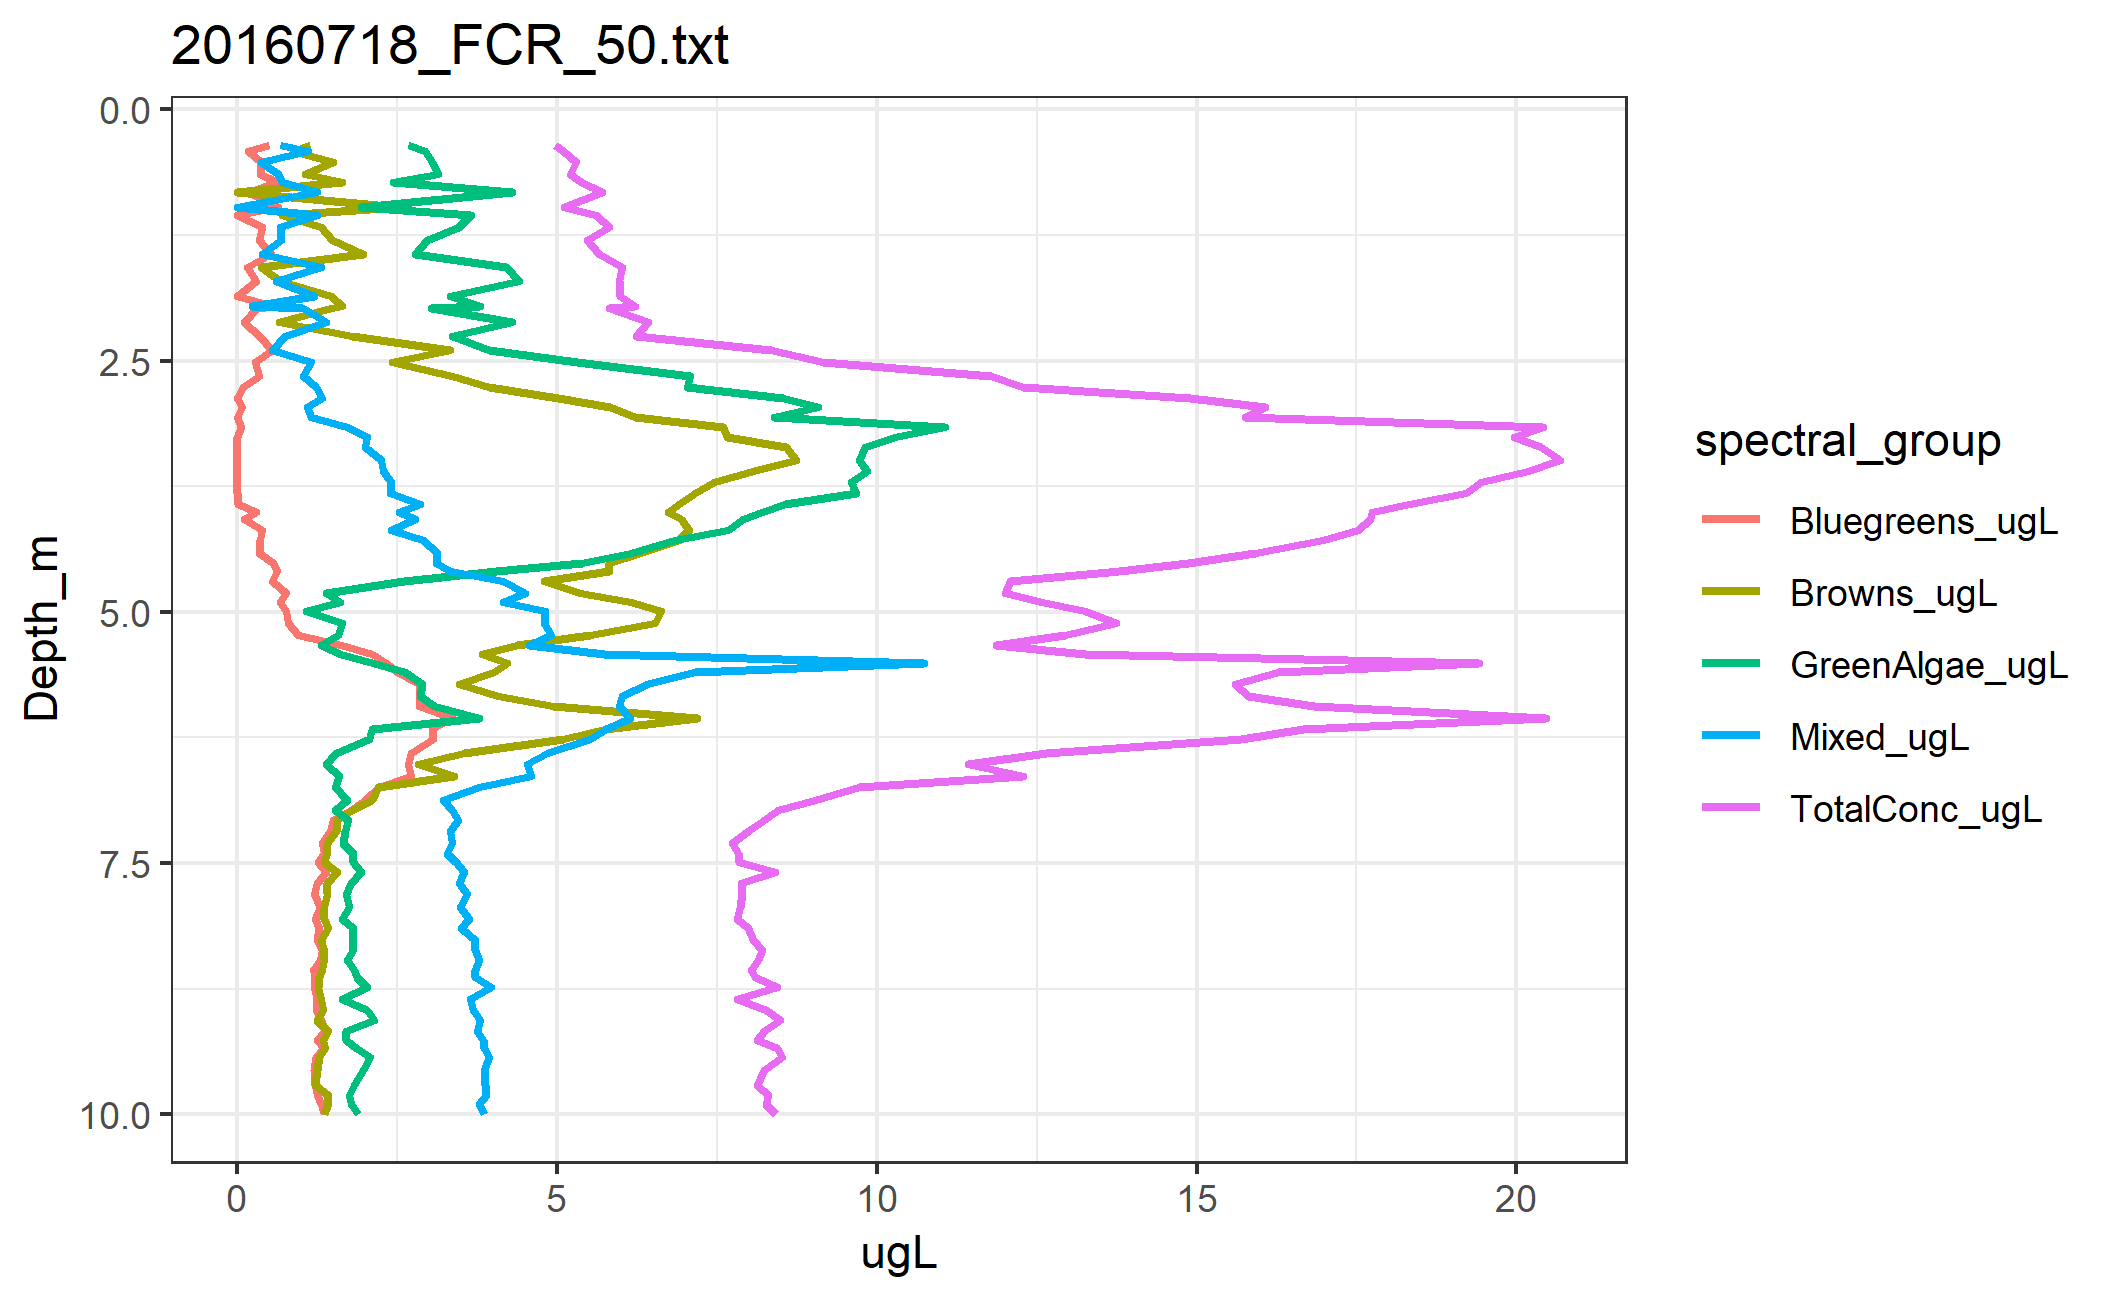 20160718_FCR_50.txt
0.0
2.5
5.0
7.5
10.0
Depth_m
0 5 10 15 20
ugL
spectral_group
Bluegreens_ugL
Browns_ugL
GreenAlgae_ugL
Mixed_ugL
TotalConc_ugL